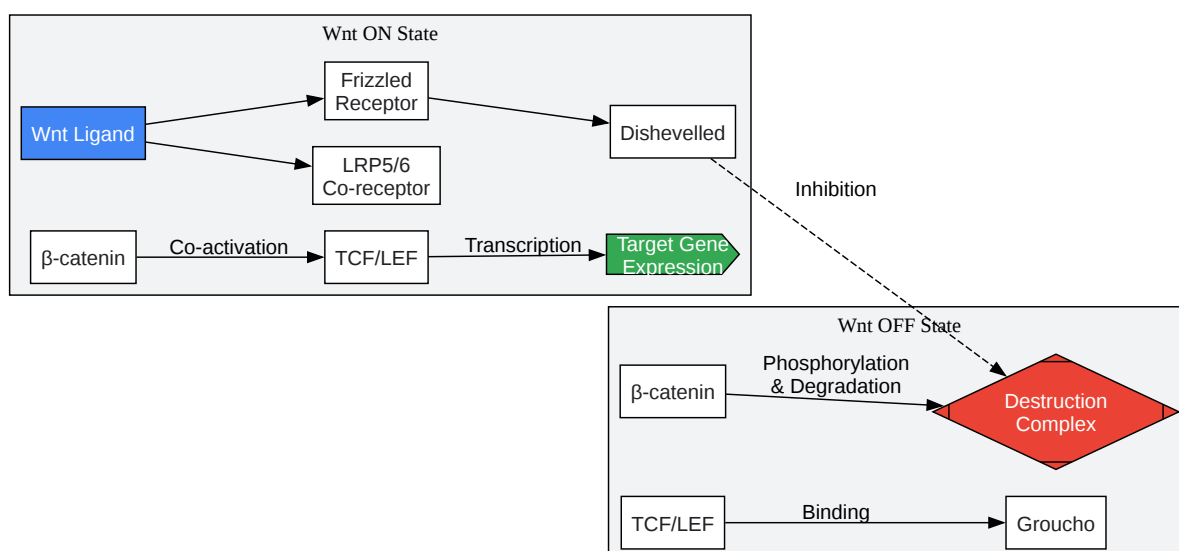 Wnt ON State
Frizzled
Receptor
Wnt Ligand
Dishevelled
LRP5/6
Co-receptor
Inhibition
β-catenin
Co-activation
TCF/LEF
Transcription
Target Gene
Expression
Wnt OFF State
β-catenin
Phosphorylation
& Degradation
Destruction
Complex
TCF/LEF
Binding
Groucho